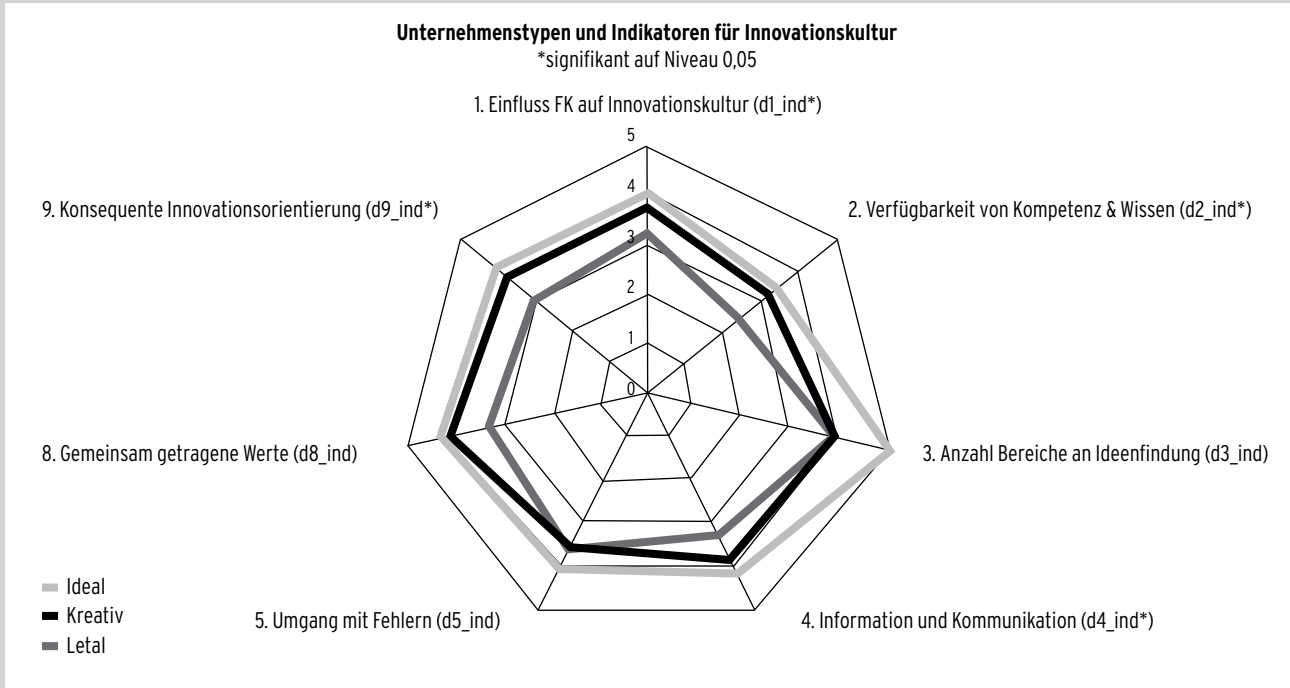 Unternehmenstypen und Indikatoren für Innovationskultur
*signifikant auf Niveau 0,05
1. Einfluss FK auf Innovationskultur (d1_ind*)
5
4
3
2
1
0
9. Konsequente Innovationsorientierung (d9_ind*)
2. Verfügbarkeit von Kompetenz & Wissen (d2_ind*)
8. Gemeinsam getragene Werte (d8_ind)
3. Anzahl Bereiche an Ideenfindung (d3_ind)
5. Umgang mit Fehlern (d5_ind)
4. Information und Kommunikation (d4_ind*)
Ideal
Kreativ
Letal